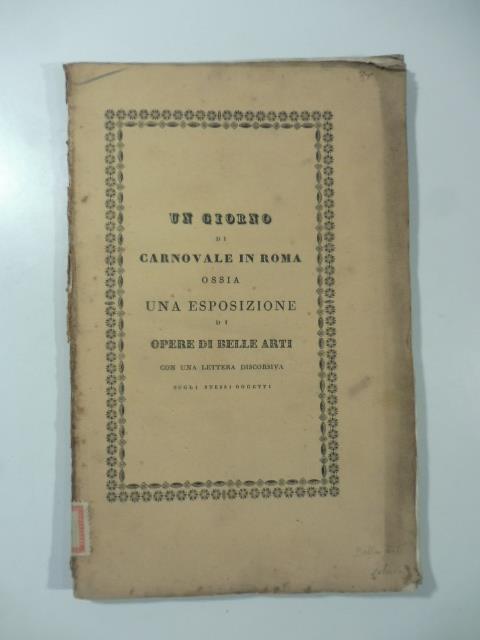 UN GIORNO
DI
CARNOVALE IN ROMA
OSSIA
UNA ESPOSIZIONE
DI
OPERE DI BELLE ARTI
CON UNA LETTERA DISCORSIVA
SUGLI STESSI OGGETTI